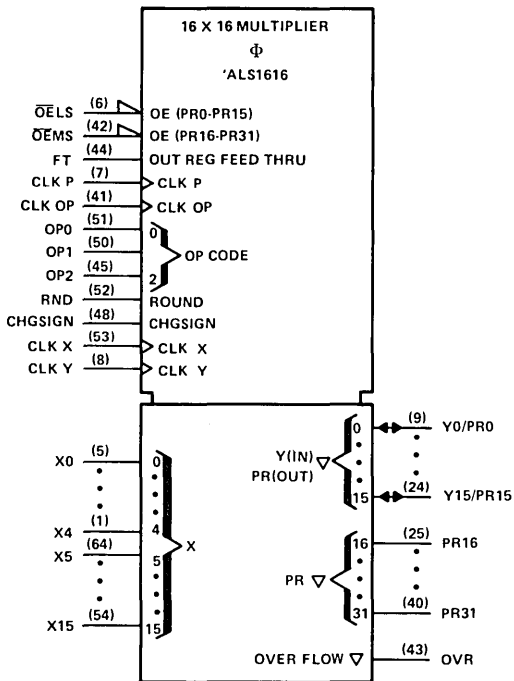 16 X 16 MULTIPLIER
Φ
'ALS1616
OELS (6) OE (PR0-PR15)
OEMS (42) OE (PR16-PR31)
FT (44) OUT REG FEED THRU
CLK P (7) CLK P
CLK OP (41) CLK OP
OP0 (51) 0
OP1 (50) OP CODE
OP2 (45) 2
RND (52) ROUND
CHGSIGN (48) CHGSIGN
CLK X (53) CLK X
CLK Y (8) CLK Y
0 (9) Y0/PR0
Y(IN)
PR(OUT)
15 (24) Y15/PR15
X0 (5) 0
X4 (1) 4
X5 (64) 5
X
X15 (54) 15
16 (25) PR16
PR
31 (40) PR31
OVER FLOW (43) OVR